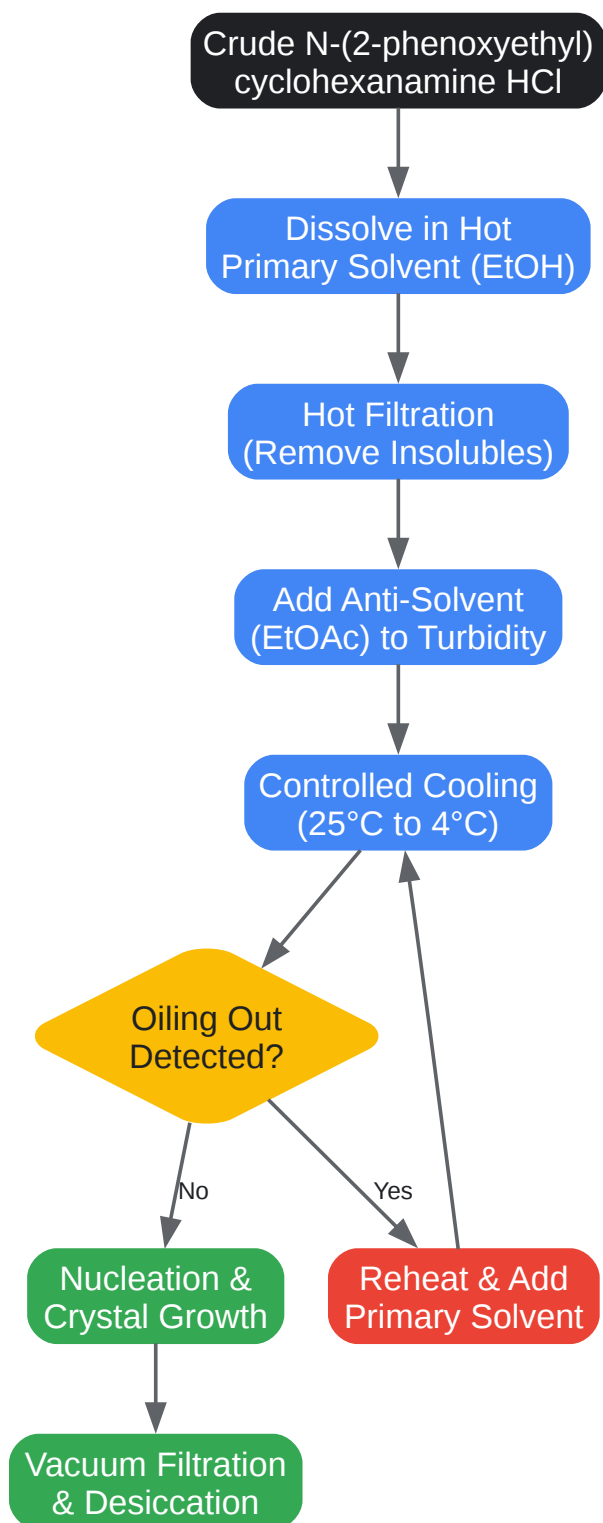 Crude N-(2-phenoxyethyl)
cyclohexanamine HCl
Dissolve in Hot
Primary Solvent (EtOH)
Hot Filtration
(Remove Insolubles)
Add Anti-Solvent
(EtOAc) to Turbidity
Controlled Cooling
(25°C to 4°C)
Oiling Out
Detected?
No
Yes
Nucleation &
Crystal Growth
Reheat & Add
Primary Solvent
Vacuum Filtration
& Desiccation